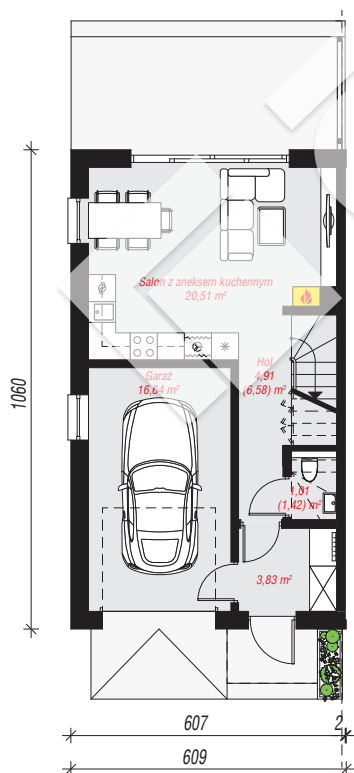 Salon z aneksem kuchennym
20,51 m²
Garaż
16,64 m²
Hol
4,91
(6,58) m²
1,01
(1,42) m²
3,83 m²
1060
607
2
609